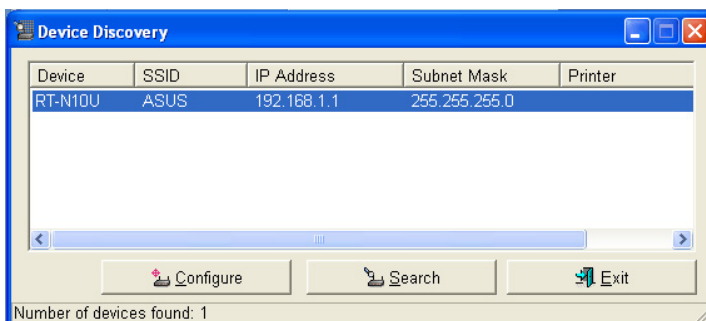 Device Discovery
Device SSID IP Address Subnet Mask Printer
RT-N10U ASUS 192.168.1.1 255.255.255.0
Configure Search Exit
Number of devices found: 1